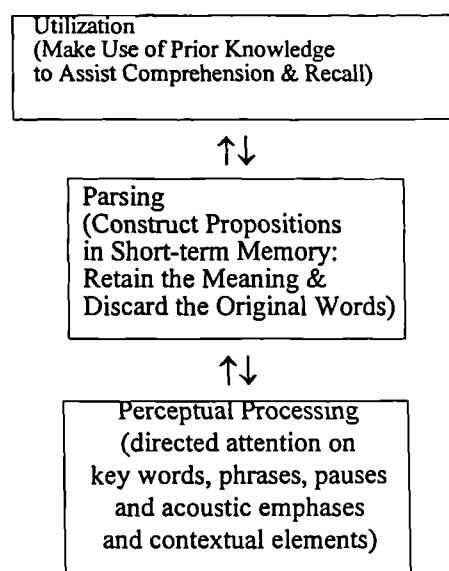 Utilization
(Make Use of Prior Knowledge
to Assist Comprehension & Recall)
↑↓
Parsing
(Construct Propositions
in Short-term Memory:
Retain the Meaning &
Discard the Original Words)
↑↓
Perceptual Processing
(directed attention on
key words, phrases, pauses
and acoustic emphases
and contextual elements)